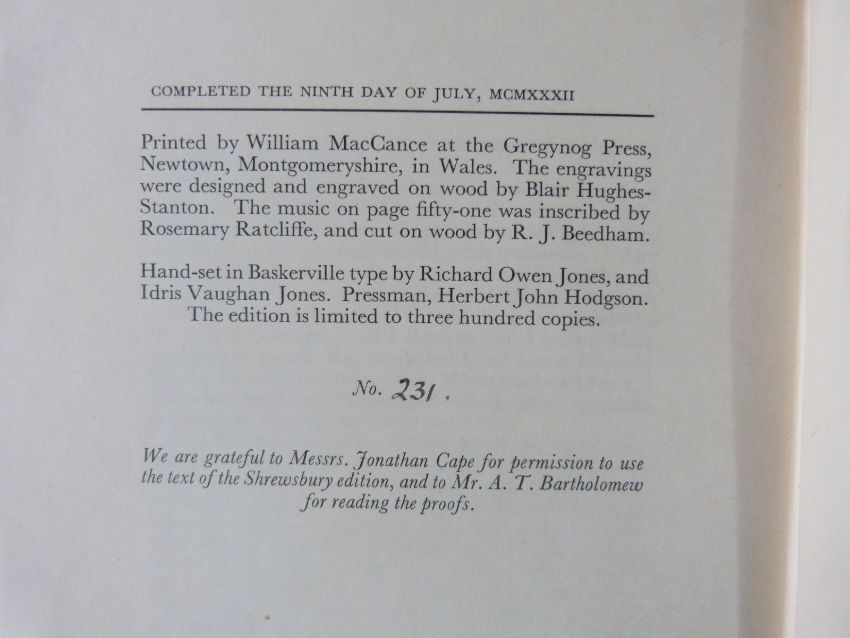 COMPLETED THE NINTH DAY OF JULY, MCMXXXII
Printed by William MacCance at the Gregynog Press,
Newtown, Montgomeryshire, in Wales. The engravings
were designed and engraved on wood by Blair Hughes-
Stanton. The music on page fifty-one was inscribed by
Rosemary Ratcliffe, and cut on wood by R. J. Beedham.
Hand-set in Baskerville type by Richard Owen Jones, and
Idris Vaughan Jones. Pressman, Herbert John Hodgson.
The edition is limited to three hundred copies.
No. 231.
We are grateful to Messrs. Jonathan Cape for permission to use
the text of the Shrewsbury edition, and to Mr. A. T. Bartholomew
for reading the proofs.